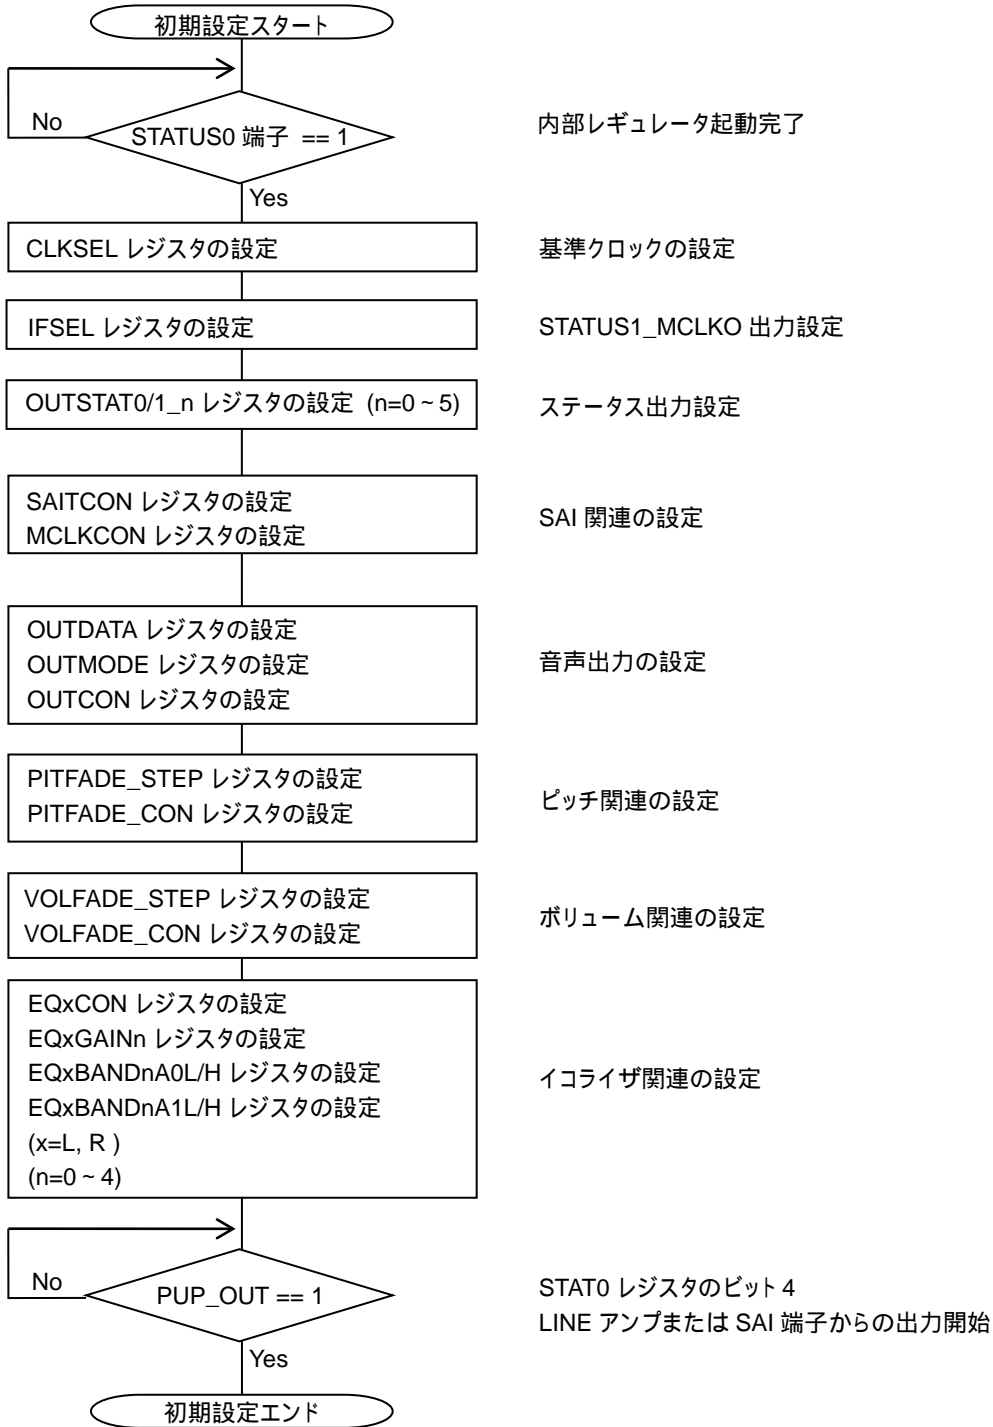 初期設定スタート
No
STATUS0 端子 == 1
内部レギュレータ起動完了
Yes
CLKSEL レジスタの設定
基準クロックの設定
IFSEL レジスタの設定
STATUS1_MCLKO 出力設定
OUTSTAT0/1_n レジスタの設定 (n=0 ~ 5)
ステータス出力設定
SAITCON レジスタの設定
MCLKCON レジスタの設定
SAI 関連の設定
OUTDATA レジスタの設定
OUTMODE レジスタの設定
OUTCON レジスタの設定
音声出力の設定
PITFADE_STEP レジスタの設定
PITFADE_CON レジスタの設定
ピッチ関連の設定
VOLFADE_STEP レジスタの設定
VOLFADE_CON レジスタの設定
ボリューム関連の設定
EQxCON レジスタの設定
EQxGAINn レジスタの設定
EQxBANDnA0L/H レジスタの設定
EQxBANDnA1L/H レジスタの設定
(x=L, R )
(n=0 ~ 4)
イコライザ関連の設定
No
PUP_OUT == 1
STAT0 レジスタのビット 4
LINE アンプまたは SAI 端子からの出力開始
Yes
初期設定エンド